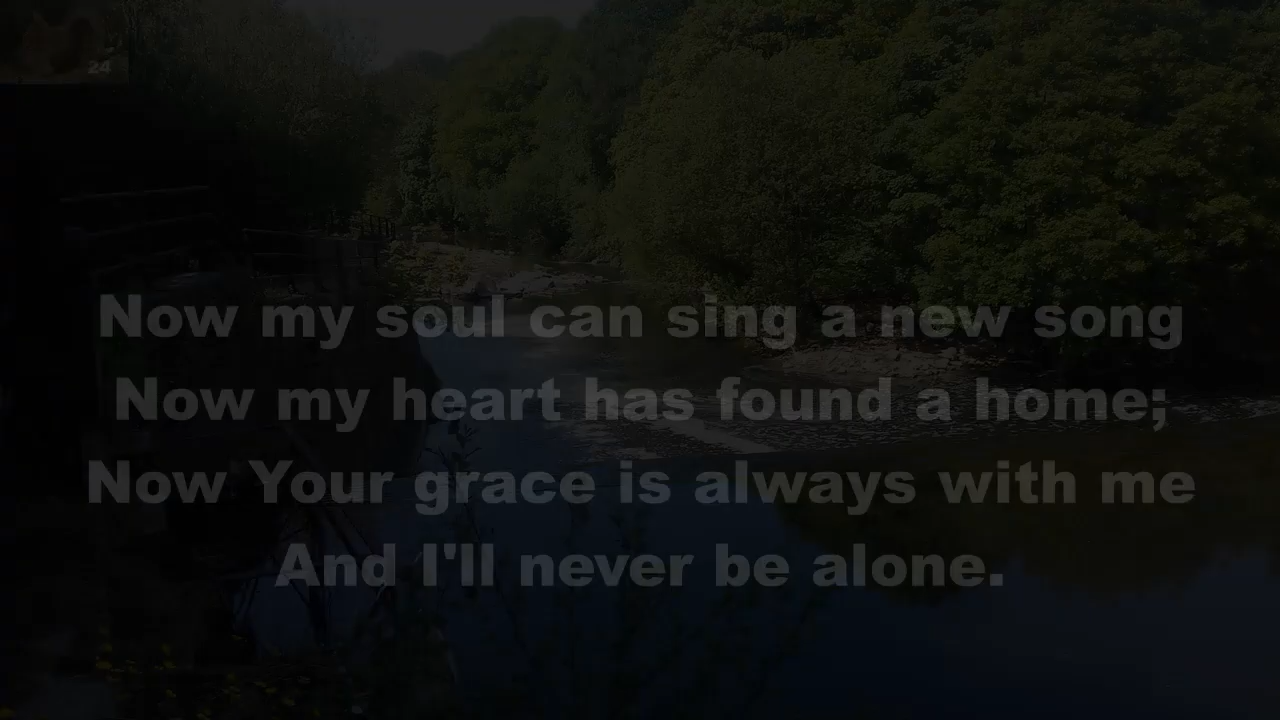 24
Now my soul can sing a new song
Now my heart has found a home;
Now Your grace is always with me
And I'll never be alone.